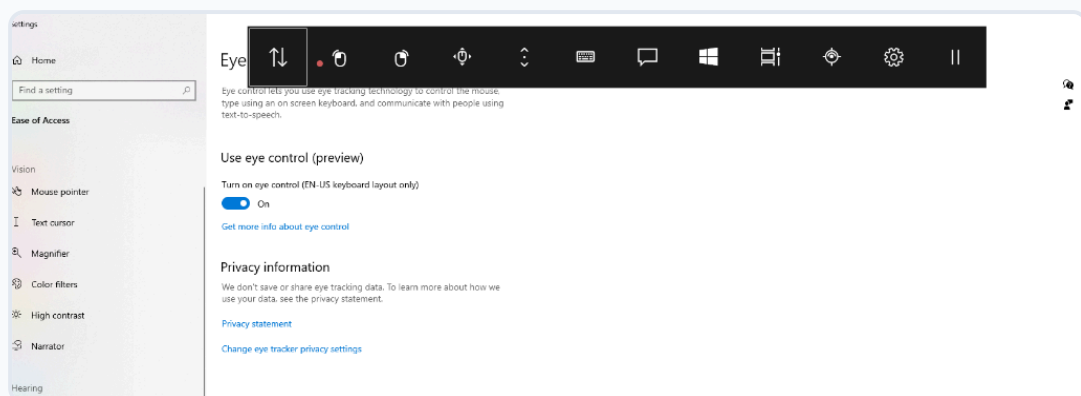 Home
Eye
Find a setting
Eye control lets you use eye tracking technology to control the mouse,
type using an on screen keyboard, and communicate with people using
text-to-speech.
Ease of Access
Use eye control (preview)
Vision
Turn on eye control (EN-US keyboard layout only)
Mouse pointer
On
Text cursor
Get more info about eye control
Magnifier
Privacy information
Color filters
We don't save or share eye tracking data. To learn more about how we
use your data, see the privacy statement.
High contrast
Privacy statement
Narrator
Change eye tracker privacy settings
Hearing